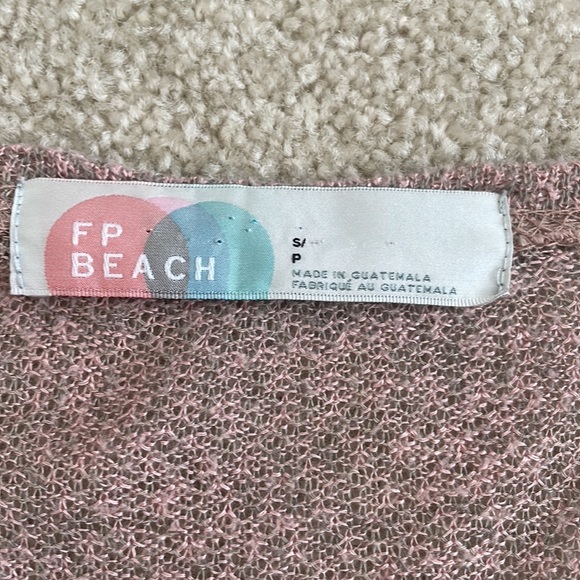 FP
BEACH
S/
P
MADE IN GUATEMALA
FABRIQUÉ AU GUATEMALA